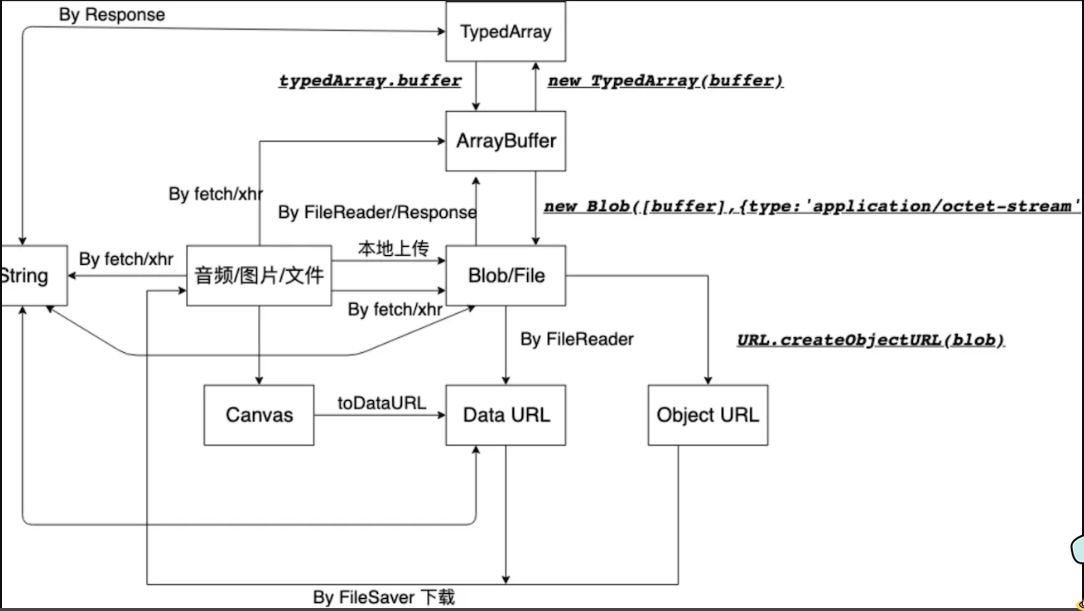 By Response
TypedArray
typedArray.buffer
new TypedArray(buffer)
ArrayBuffer
By fetch/xhr
By FileReader/Response
new Blob([buffer],{type:'application/octet-stream'
本地上传
By fetch/xhr
String
音频/图片/文件
Blob/File
By fetch/xhr
By FileReader
URL.createObjectURL(blob)
toDataURL
Canvas
Data URL
Object URL
By FileSaver 下载